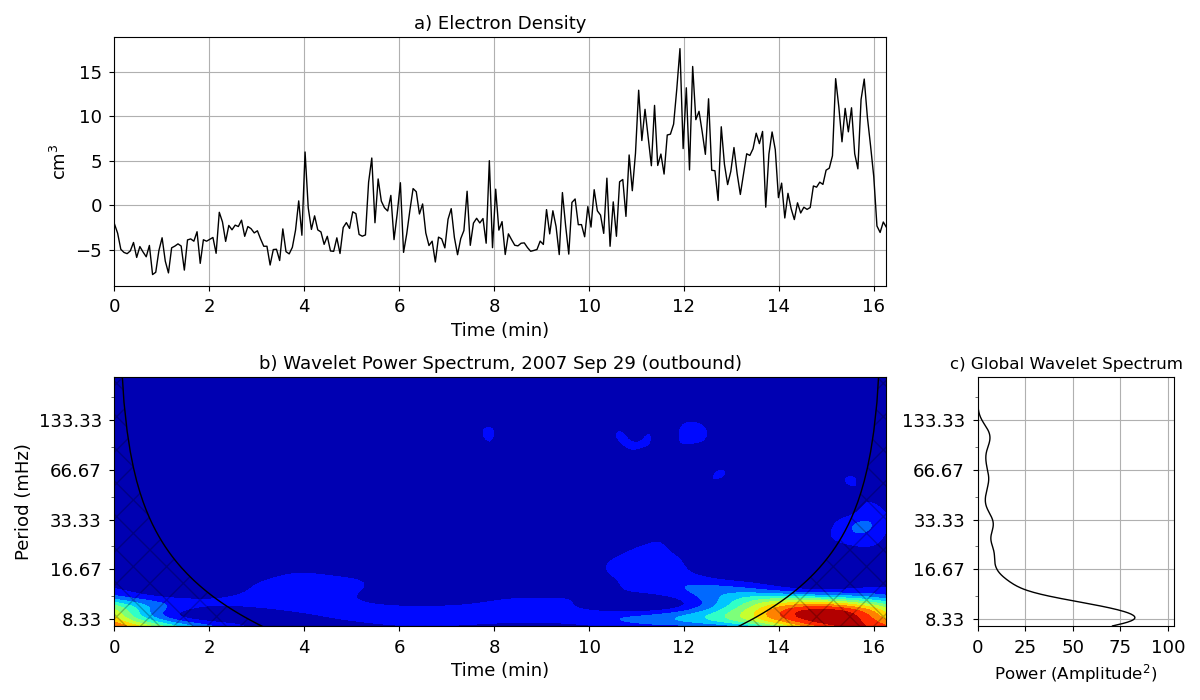 a) Electron Density
15
10
5
0
−5
cm³
0 2 4 6 8 10 12 14 16
Time (min)
b) Wavelet Power Spectrum, 2007 Sep 29 (outbound)
133.33
66.67
33.33
16.67
8.33
Period (mHz)
0 2 4 6 8 10 12 14 16
Time (min)
c) Global Wavelet Spectrum
133.33
66.67
33.33
16.67
8.33
0 25 50 75 100
Power (Amplitude²)